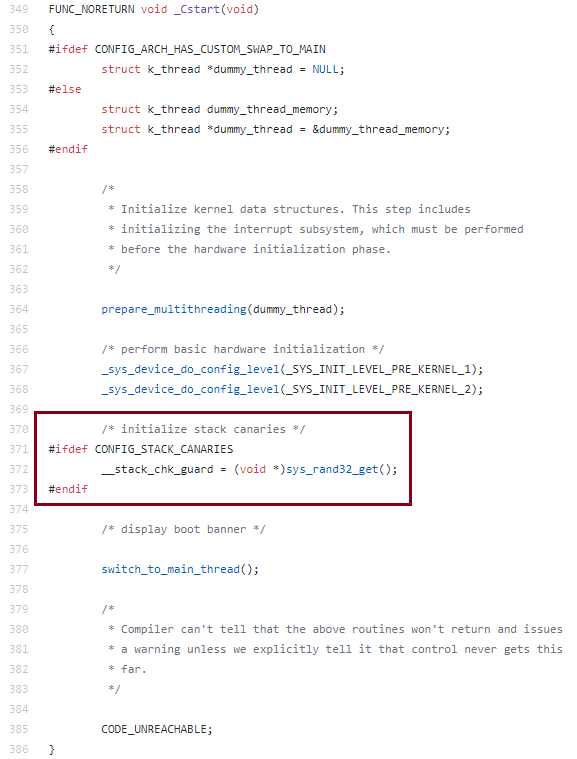 349 FUNC_NORETURN void _Cstart(void)
350 {
351 #ifdef CONFIG_ARCH_HAS_CUSTOM_SWAP_TO_MAIN
352         struct k_thread *dummy_thread = NULL;
353 #else
354         struct k_thread dummy_thread_memory;
355         struct k_thread *dummy_thread = &dummy_thread_memory;
356 #endif
357
358         /*
359          * Initialize kernel data structures. This step includes
360          * initializing the interrupt subsystem, which must be performed
361          * before the hardware initialization phase.
362          */
363
364         prepare_multithreading(dummy_thread);
365
366         /* perform basic hardware initialization */
367         _sys_device_do_config_level(_SYS_INIT_LEVEL_PRE_KERNEL_1);
368         _sys_device_do_config_level(_SYS_INIT_LEVEL_PRE_KERNEL_2);
369
370         /* initialize stack canaries */
371 #ifdef CONFIG_STACK_CANARIES
372         __stack_chk_guard = (void *)sys_rand32_get();
373 #endif
374
375         /* display boot banner */
376
377         switch_to_main_thread();
378
379         /*
380          * Compiler can't tell that the above routines won't return and issues
381          * a warning unless we explicitly tell it that control never gets this
382          * far.
383          */
384
385         CODE_UNREACHABLE;
386 }